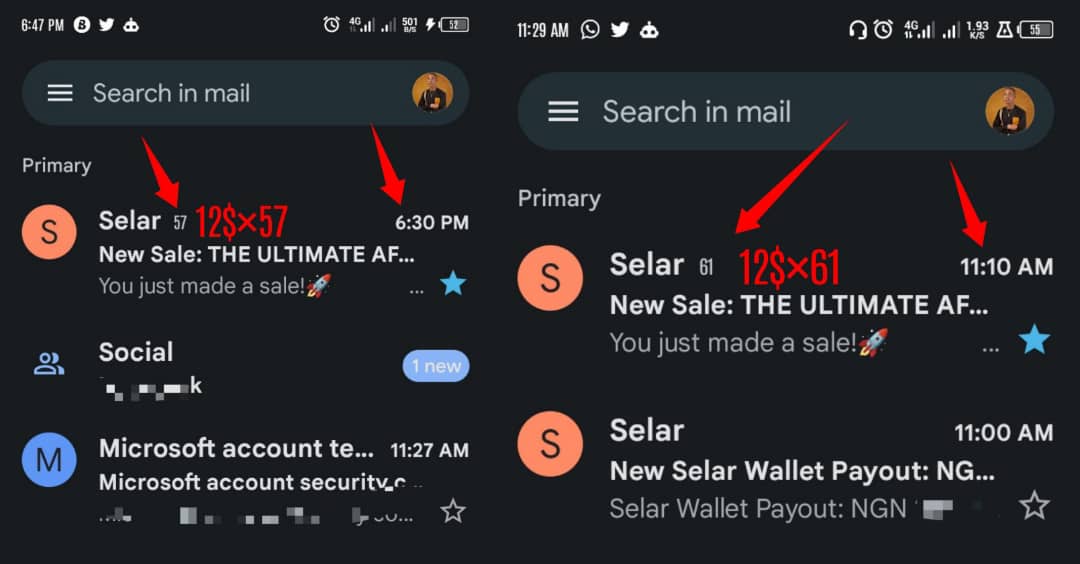 6:47 PM
4G
501 B/S
52
Search in mail
Primary
S
Selar 57 12$×57 6:30 PM
New Sale: THE ULTIMATE AF...
You just made a sale!🚀 ...
Social
1 new
k
M
Microsoft account te... 11:27 AM
Microsoft account security
11:29 AM
4G
1.93 K/S
55
Search in mail
Primary
S
Selar 61 12$×61 11:10 AM
New Sale: THE ULTIMATE AF...
You just made a sale!🚀 ...
S
Selar 11:00 AM
New Selar Wallet Payout: NG...
Selar Wallet Payout: NGN